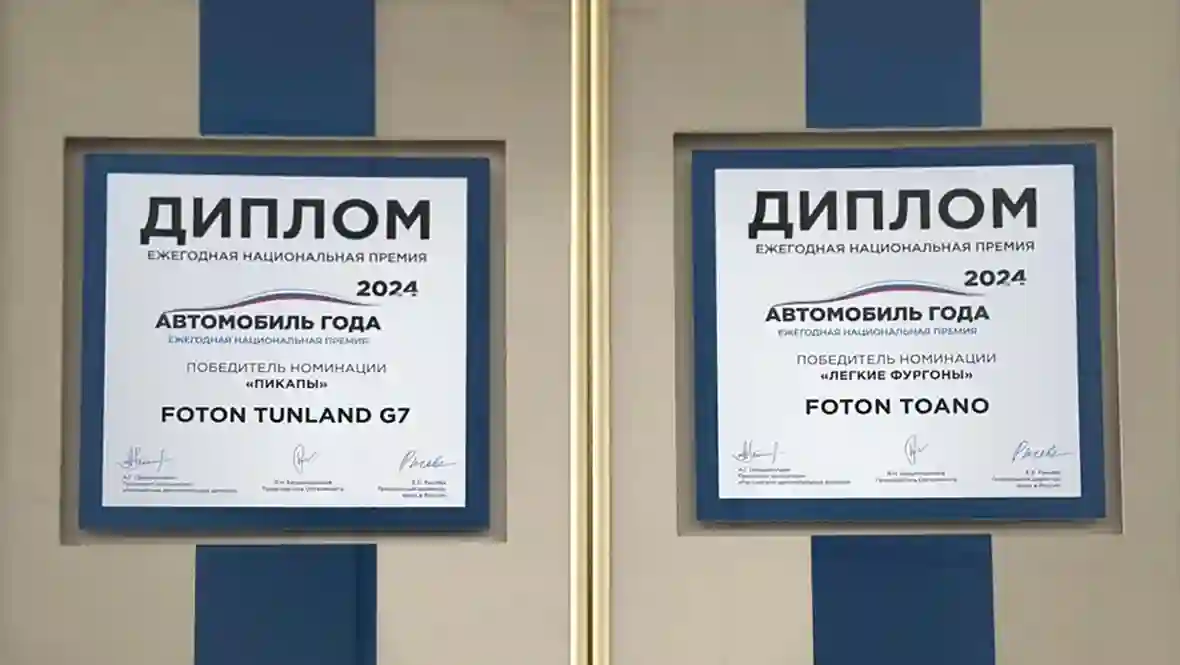 ДИПЛОМ
ЕЖЕГОДНАЯ НАЦИОНАЛЬНАЯ ПРЕМИЯ
2024
АВТОМОБИЛЬ ГОДА
ЕЖЕГОДНАЯ НАЦИОНАЛЬНАЯ ПРЕМИЯ
ПОБЕДИТЕЛЬ НОМИНАЦИИ
«ПИКАПЫ»
FOTON TUNLAND G7
ДИПЛОМ
ЕЖЕГОДНАЯ НАЦИОНАЛЬНАЯ ПРЕМИЯ
2024
АВТОМОБИЛЬ ГОДА
ЕЖЕГОДНАЯ НАЦИОНАЛЬНАЯ ПРЕМИЯ
ПОБЕДИТЕЛЬ НОМИНАЦИИ
«ЛЕГКИЕ ФУРГОНЫ»
FOTON TOANO